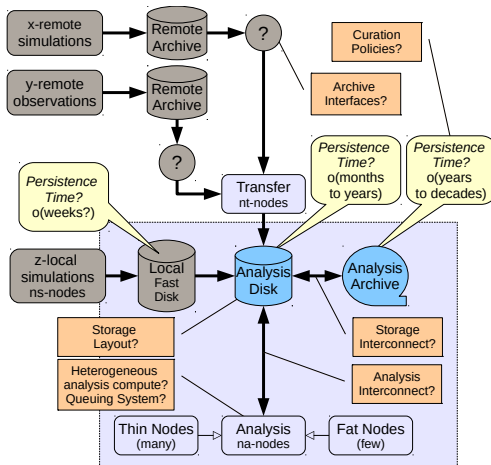 x-remote
simulations
Remote
Archive
?
Curation
Policies?
y-remote
observations
Remote
Archive
Archive
Interfaces?
?
Persistence
Time?
o(weeks?)
Transfer
nt-nodes
Persistence
Time?
o(months
to years)
Persistence
Time?
o(years
to decades)
z-local
simulations
ns-nodes
Local
Fast
Disk
Analysis
Disk
Analysis
Archive
Storage
Layout?
Storage
Interconnect?
Heterogeneous
analysis compute?
Queuing System?
Analysis
Interconnect?
Thin Nodes
(many)
Analysis
na-nodes
Fat Nodes
(few)